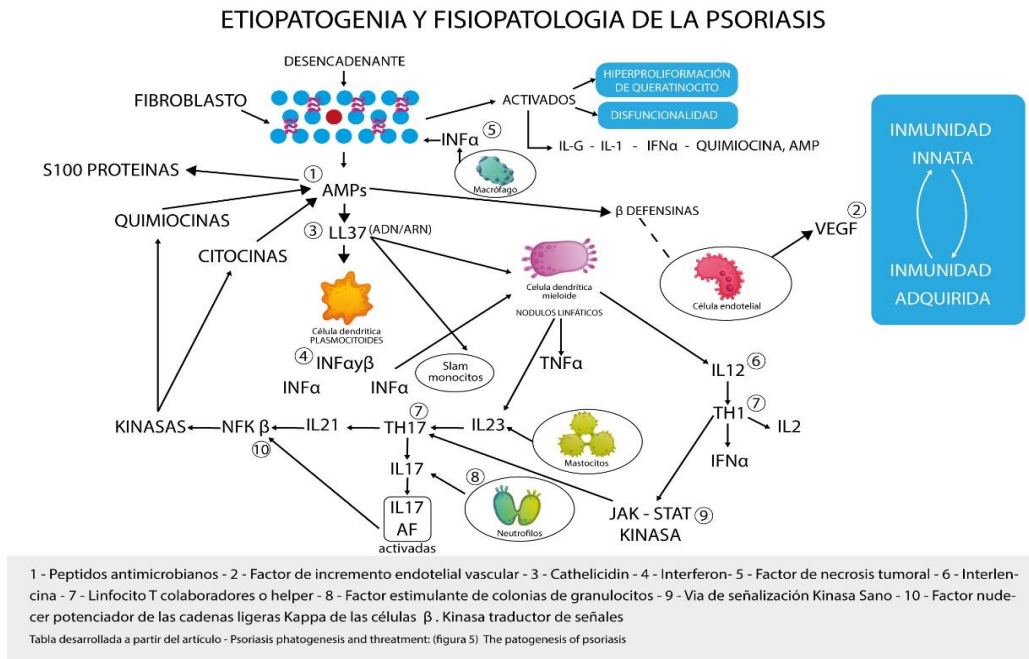 ETIOPATOGENIA Y FISIOPATOLOGIA DE LA PSORIASIS
DESENCADENANTE
FIBROBLASTO
ACTIVADOS
HIPERPROLIFORMACIÓN
DE QUERATINOCITO
DISFUNCIONALIDAD
INFα
5
IL-G - IL-1 - IFNα - QUIMIOCINA, AMP
Macrófago
S100 PROTEINAS
1
AMPs
QUIMIOCINAS
CITOCINAS
3
LL37
(ADN/ARN)
β DEFENSINAS
2
VEGF
Célula endotelial
INMUNIDAD
INNATA
INMUNIDAD
ADQUIRIDA
Celula dendrítica
mieloide
NODULOS LINFÁTICOS
Célula dendritica
PLASMOCITOIDES
4
INFαyβ
INFα
INFα
Slam
monocitos
TNFα
IL12
6
TH1
7
IL2
IFNα
KINASAS
NFK β
10
IL21
7
TH17
IL23
Mastocitos
IL17
IL17
AF
activadas
8
Neutrofilos
JAK - STAT
9
KINASA
1 - Peptidos antimicrobianos - 2 - Factor de incremento endotelial vascular - 3 - Cathelicidin - 4 - Interferon- 5 - Factor de necrosis tumoral - 6 - Interlen-
cina - 7 - Linfocito T colaboradores o helper - 8 - Factor estimulante de colonias de granulocitos - 9 - Via de señalización Kinasa Sano - 10 - Factor nude-
cer potenciador de las cadenas ligeras Kappa de las células β . Kinasa traductor de señales
Tabla desarrollada a partir del artículo - Psoriasis phatogenesis and threatment: (figura 5) The patogenesis of psoriasis